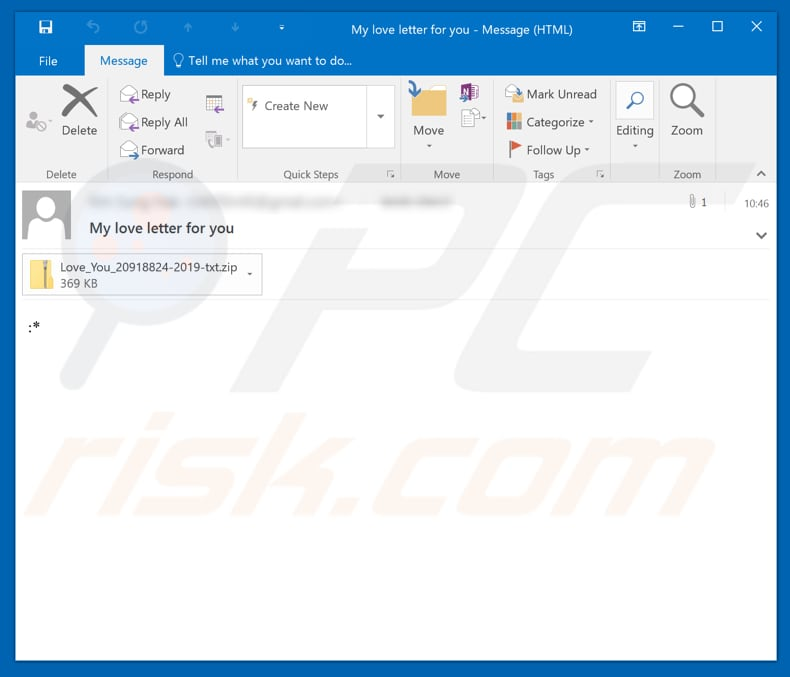 My love letter for you - Message (HTML)
File Message Tell me what you want to do...
Delete
Reply
Reply All
Forward
Create New
Move
Mark Unread
Categorize
Follow Up
Editing
Zoom
Delete Respond Quick Steps Move Tags Zoom
1 10:46
My love letter for you
Love_You_20918824-2019-txt.zip
369 KB
:*
PC
risk.com